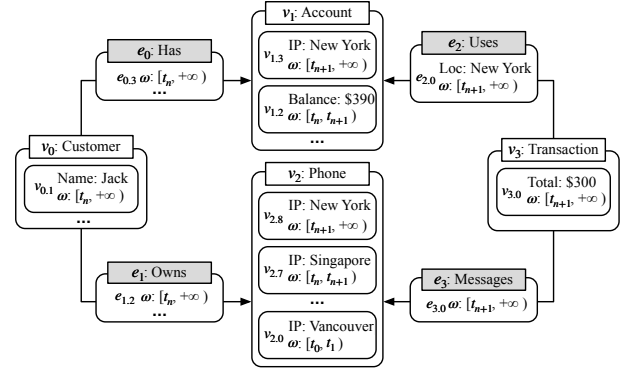 v1: Account
e0: Has
v1.3 IP: New York
ω: [tn+1, +∞)
e2: Uses
e0.3 ω: [tn, +∞)
...
e2.0 Loc: New York
ω: [tn+1, +∞)
v1.2 Balance: $390
ω: [tn, tn+1)
...
v0: Customer
v3: Transaction
v2: Phone
v0.1 Name: Jack
ω: [tn, +∞)
...
v3.0 Total: $300
ω: [tn+1, +∞)
v2.8 IP: New York
ω: [tn+1, +∞)
e1: Owns
v2.7 IP: Singapore
ω: [tn, tn+1)
...
e3: Messages
e1.2 ω: [tn, +∞)
...
e3.0 ω: [tn+1, +∞)
v2.0 IP: Vancouver
ω: [t0, t1)